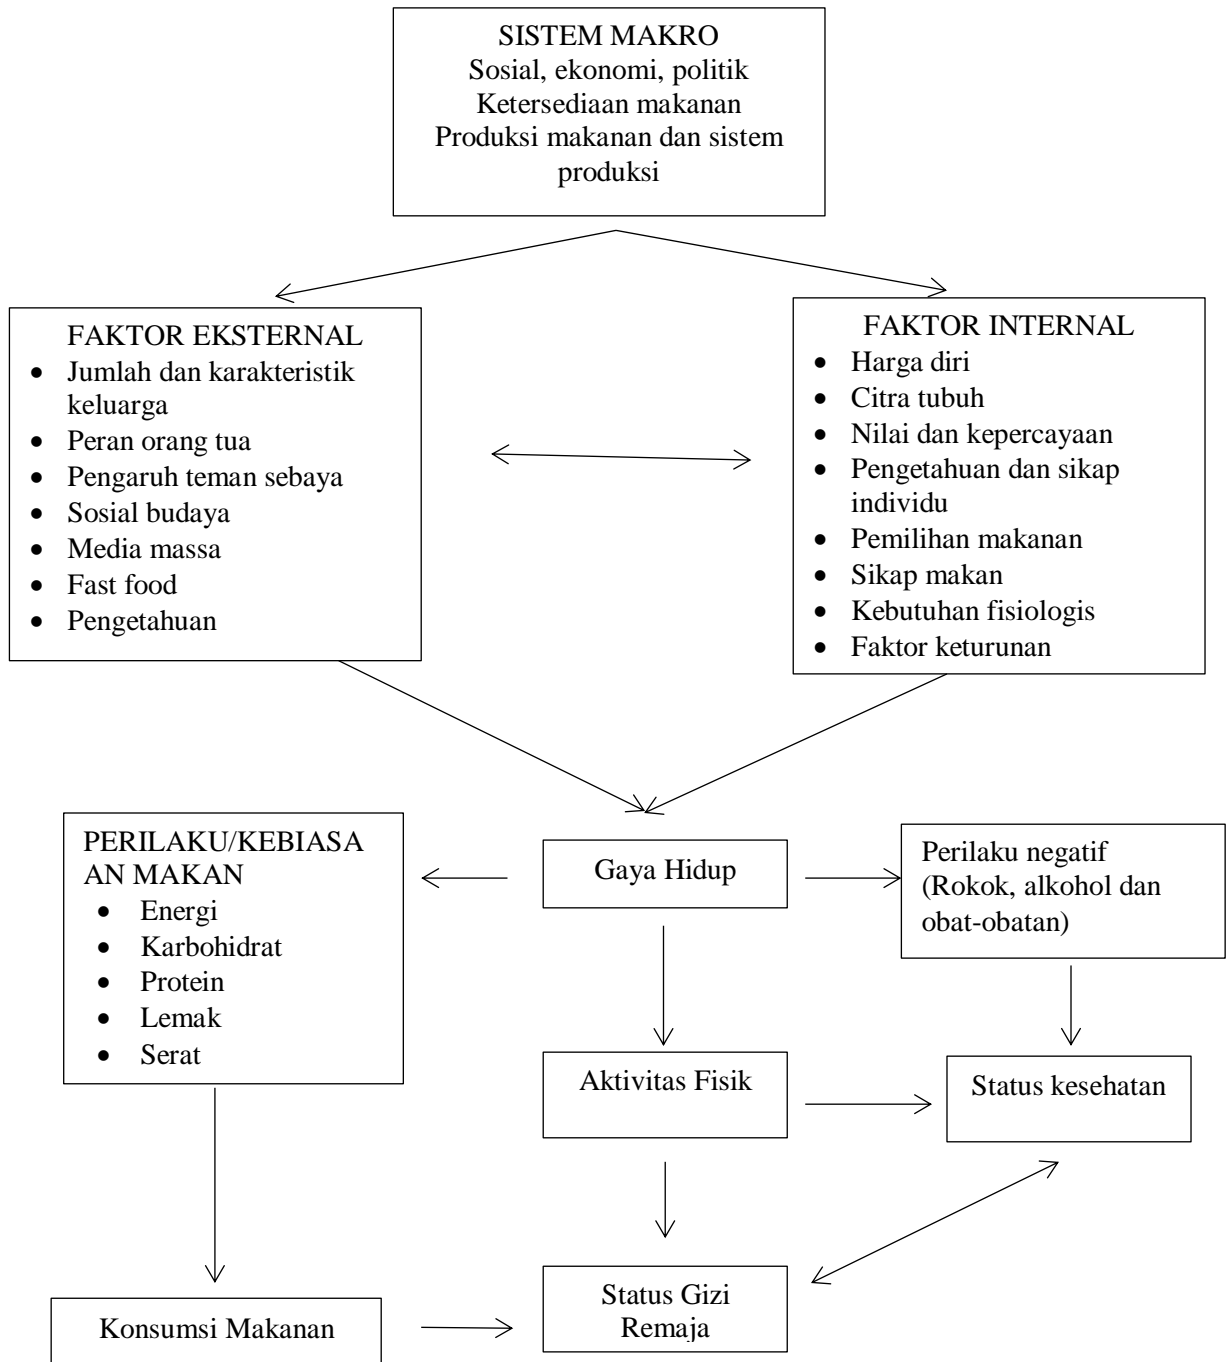 SISTEM MAKRO
Sosial, ekonomi, politik
Ketersediaan makanan
Produksi makanan dan sistem
produksi
FAKTOR EKSTERNAL
• Jumlah dan karakteristik
keluarga
• Peran orang tua
• Pengaruh teman sebaya
• Sosial budaya
• Media massa
• Fast food
• Pengetahuan
FAKTOR INTERNAL
• Harga diri
• Citra tubuh
• Nilai dan kepercayaan
• Pengetahuan dan sikap
individu
• Pemilihan makanan
• Sikap makan
• Kebutuhan fisiologis
• Faktor keturunan
PERILAKU/KEBIASA
AN MAKAN
• Energi
• Karbohidrat
• Protein
• Lemak
• Serat
Gaya Hidup
Perilaku negatif
(Rokok, alkohol dan
obat-obatan)
Aktivitas Fisik
Status kesehatan
Konsumsi Makanan
Status Gizi
Remaja